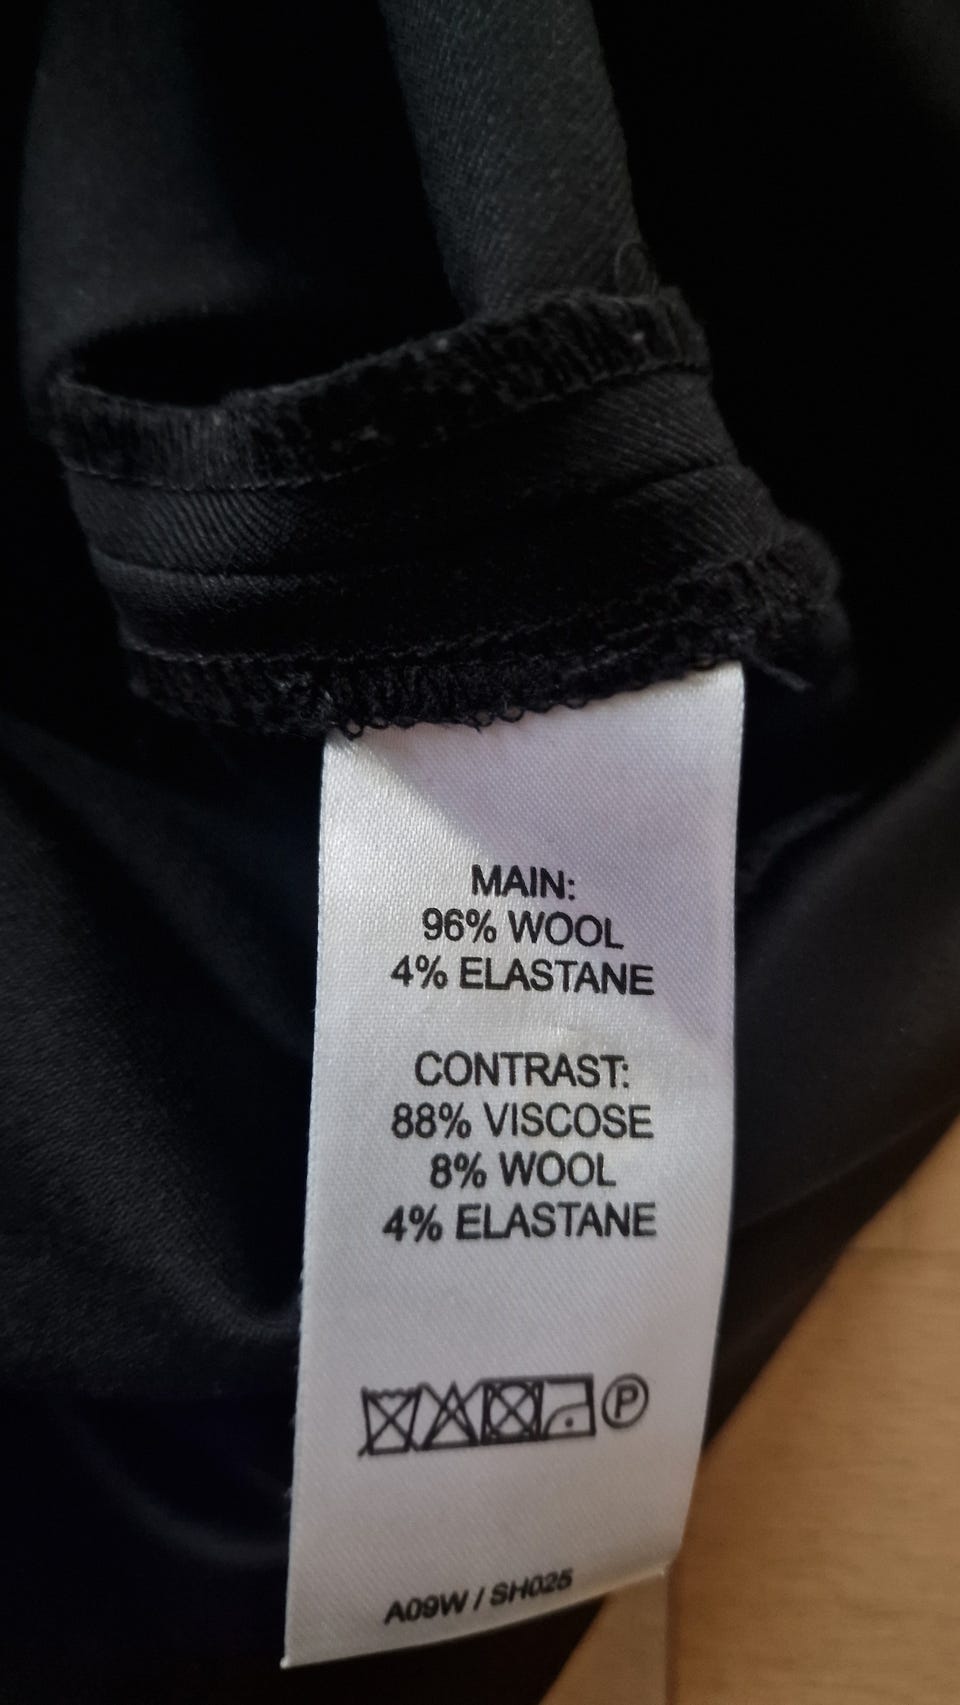 MAIN:
96% WOOL
4% ELASTANE
CONTRAST:
88% VISCOSE
8% WOOL
4% ELASTANE
P
A09W / SH025